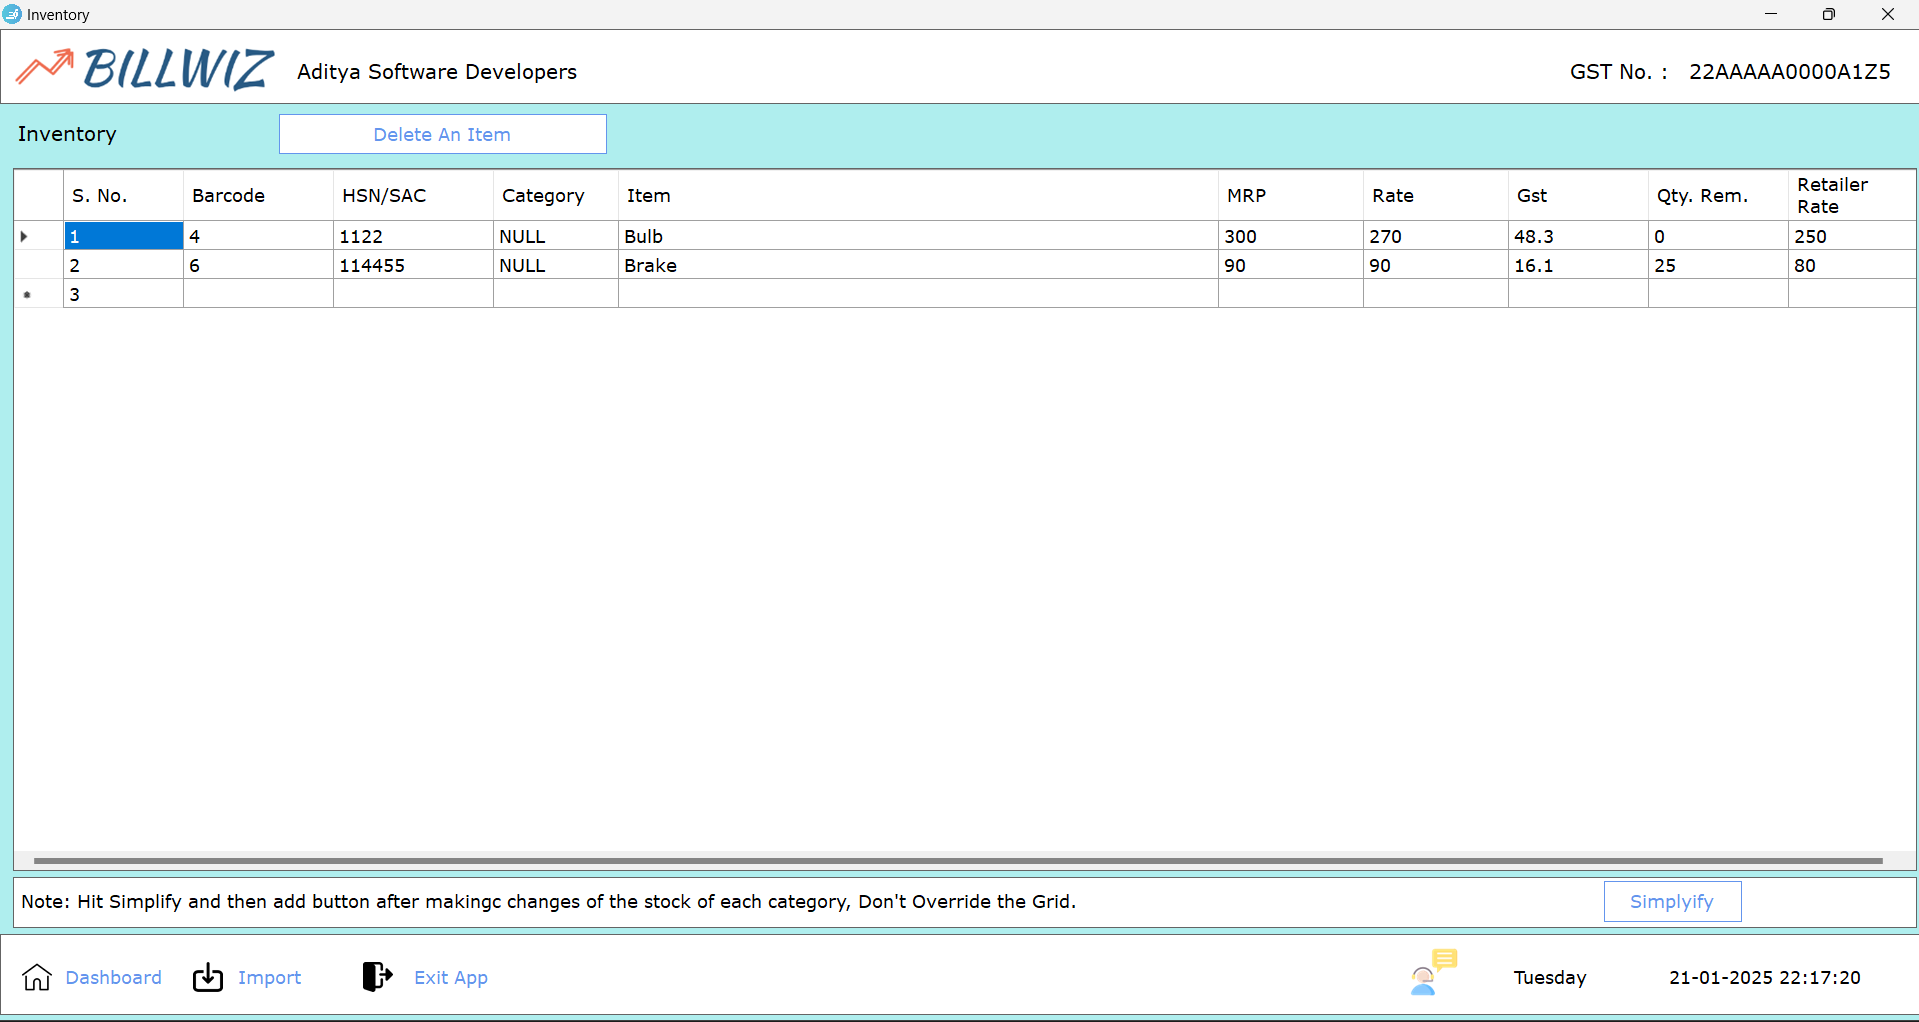 Inventory
BILLWIZ Aditya Software Developers GST No. : 22AAAAA0000A1Z5
Inventory Delete An Item
S. No. Barcode HSN/SAC Category Item MRP Rate Gst Qty. Rem. Retailer Rate
1 4 1122 NULL Bulb 300 270 48.3 0 250
2 6 114455 NULL Brake 90 90 16.1 25 80
3
Note: Hit Simplify and then add button after makingc changes of the stock of each category, Don't Override the Grid. Simplyify
Dashboard Import Exit App Tuesday 21-01-2025 22:17:20